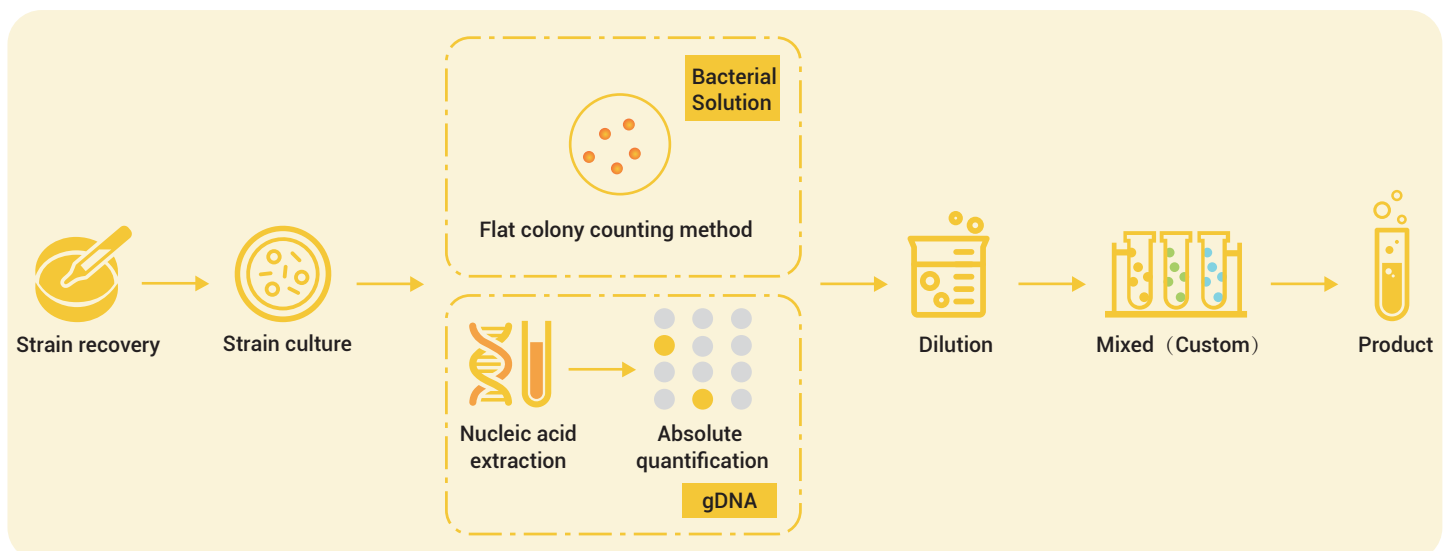 Strain recovery
Strain culture
Bacterial
Solution
Flat colony counting method
Nucleic acid
extraction
Absolute
quantification
gDNA
Dilution
Mixed（Custom）
Product